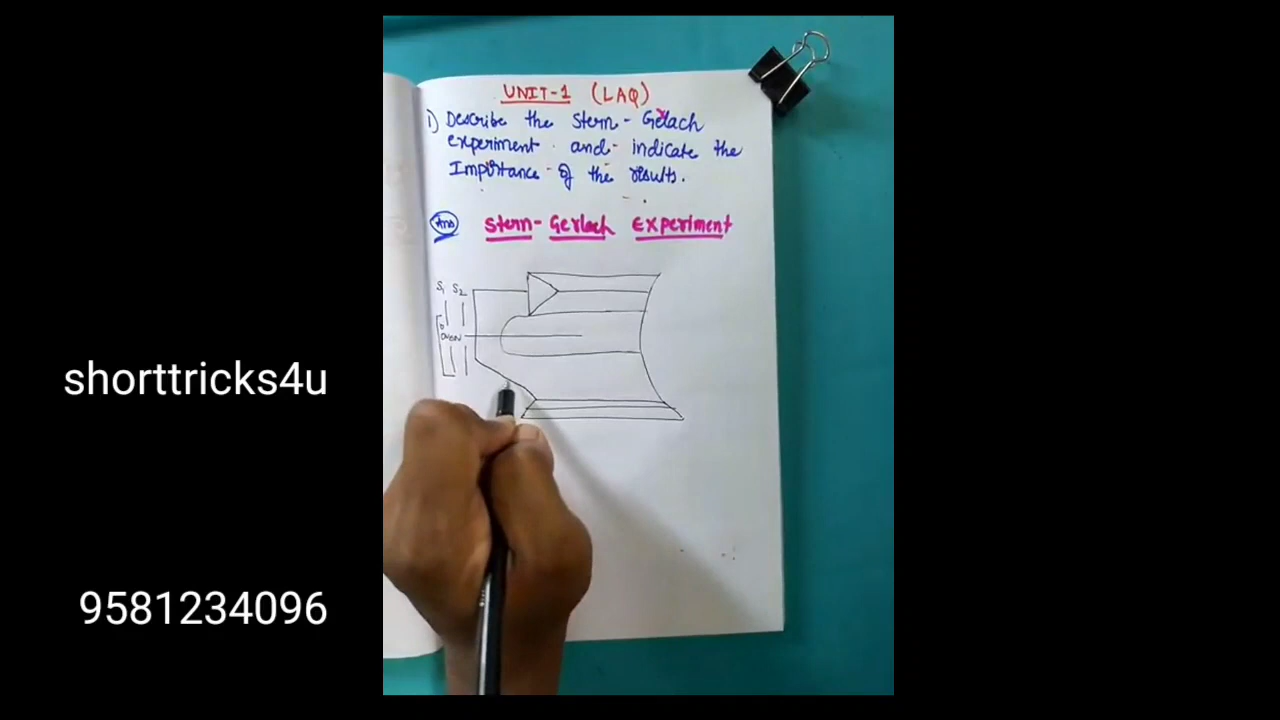 UNIT-1 (LAQ)
1) Describe the Stern - Gerlach
experiment and indicate the
Importance of the results.
Ans Stern - Gerlach Experiment
S1 S2
OVEN
shorttricks4u
9581234096